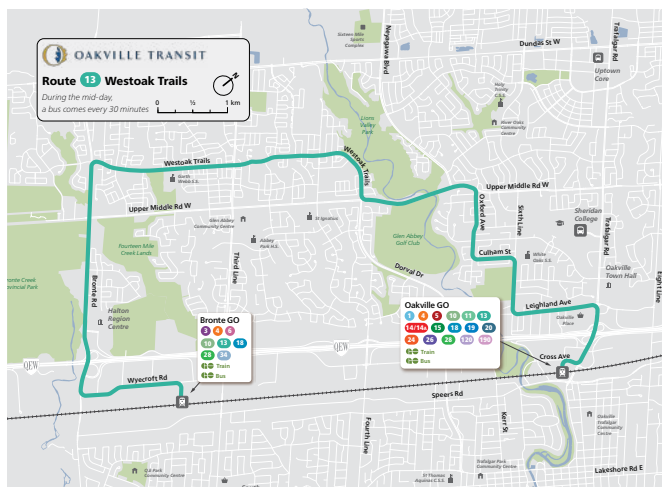 OAKVILLE TRANSIT
Route 13 Westoak Trails
During the mid-day,
a bus comes every 30 minutes
N
0 ½ 1 km
Sixteen Mile
Sports
Complex
Neyagawa Blvd
Dundas St W
Trafalgar Rd
Uptown
Core
Holy
Trinity
C.S.S.
River Oaks
Community
Centre
Lions
Valley
Park
Westoak Trails
Westoak Trails
Garth
Webb S.S.
Upper Middle Rd W
Upper Middle Rd W
Oxford Ave
Sixth Line
Sheridan
College
Trafalgar Rd
Glen Abbey
Community Centre
St Ignatius
Abbey
Park H.S.
Glen Abbey
Golf Club
Fourteen Mile
Creek Lands
Third Line
Dorval Dr
Culham St
White
Oaks S.S.
Oakville
Town Hall
Eight Line
ronte Creek
rovincial Park
Bronte Rd
Halton
Region
Centre
Bronte GO
3 4 6
10 13 18
28 34
Train
Bus
Oakville GO
1 4 5 10 11 13
14/14a 15 18 19 20
24 26 28 120 190
Train
Bus
Leighland Ave
Oakville
Place
QEW
QEW
Cross Ave
Wyecroft Rd
Speers Rd
Fourth Line
Kerr St
Oakville
Trafalgar
Community
Centre
Q.E.Park
Community Centre
South
St Thomas
Aquinas C.S.S.
Trafalgar Park
Community Centre
Lakeshore Rd E